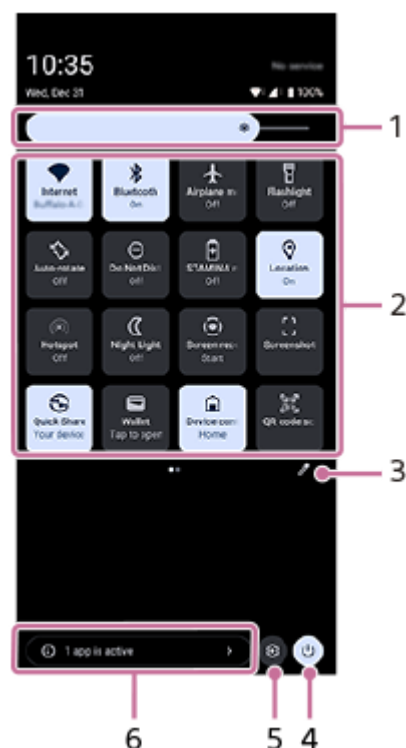 10:35
No service
Wed, Dec 31
100%
1
Internet
Bluetooth
Airplane m
Flashlight
Buffalo-A-
On
Off
Off
2
Auto-rotate
Do Not Dist
STAMINA
Location
Off
Off
Off
On
Hotspot
Night Light
Screen rec
Screenshot
Off
Off
Start
Quick Share
Wallet
Device con
QR code sc
Your device
Tap to open
Home
3
1 app is active
6
5
4